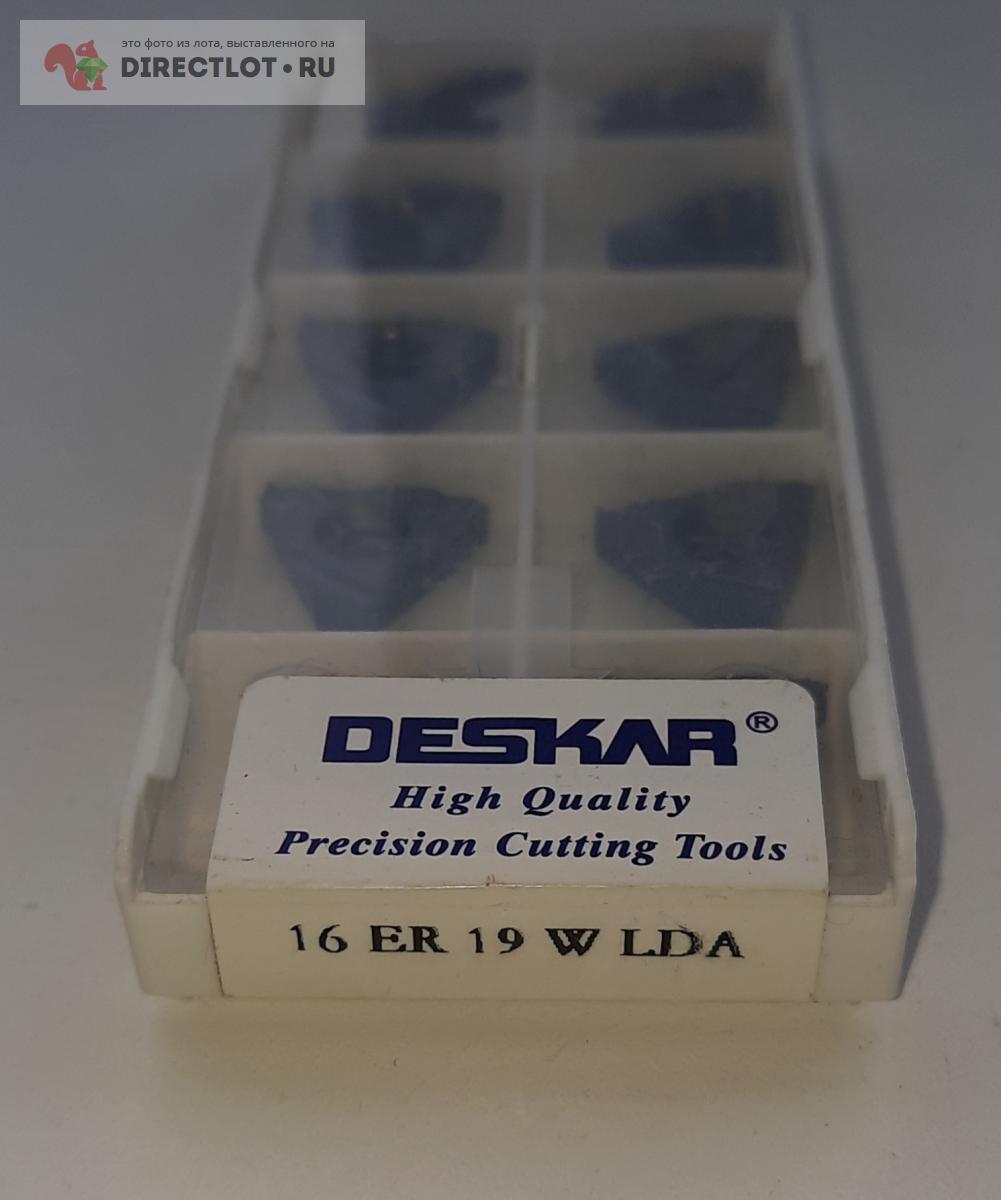 это фото из лота, выставленного на
DIRECTLOT•RU
DESKAR®
High Quality
Precision Cutting Tools
16 ER 19 W LDA